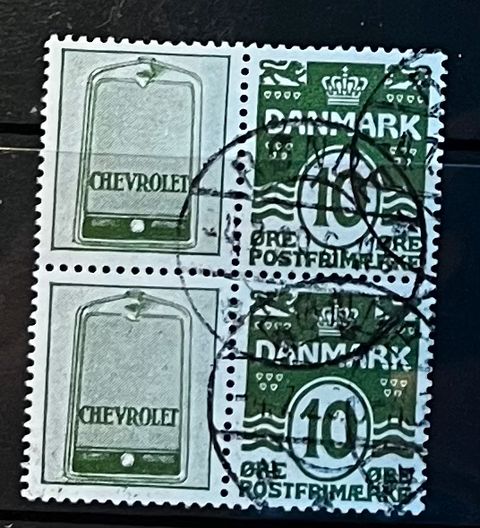 CHEVROLET
DANMARK
10
ØRE ØRE
POSTFRIMÆRKE
CHEVROLET
DANMARK
10
ØRE ØRE
POSTFRIMÆRKE